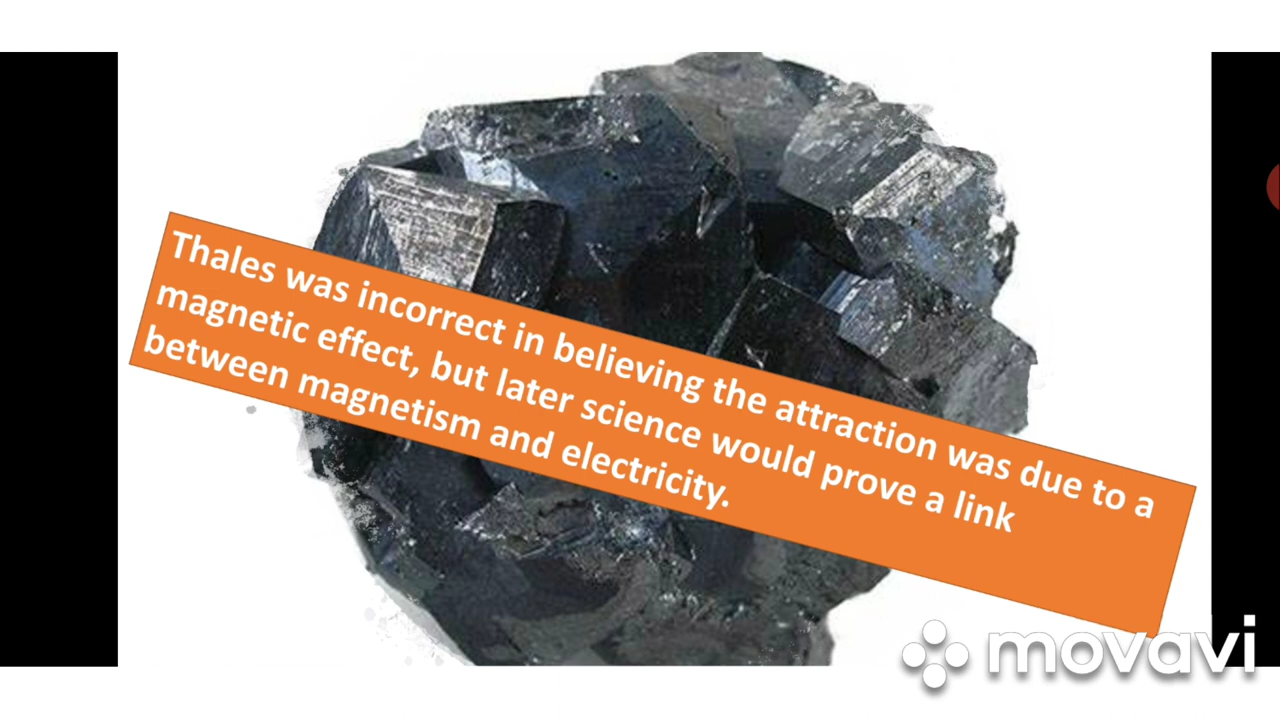 Thales was incorrect in believing the attraction was due to a
magnetic effect, but later science would prove a link
between magnetism and electricity.
movavi